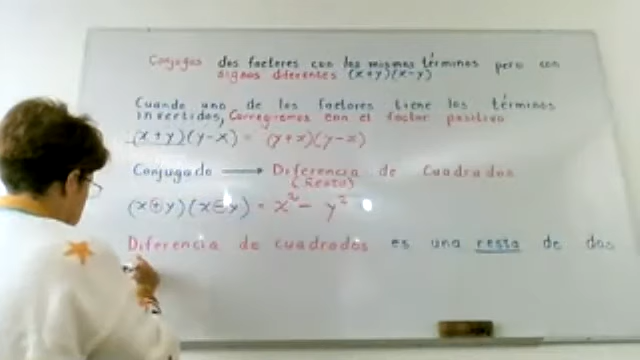 Conjugos dos factores con los mismos términos pero con
signos diferentes (x+y)(x-y)
Cuando uno de los factores tiene los términos
invertidos, Corregiremos con el factor positivo
(x+y)(y-x) = (y+x)(y-x)
Conjugado → Diferencia de Cuadrados
(Resta)
(x+y)(x-y) = x² - y²
Diferencia de cuadrados es una resta de dos